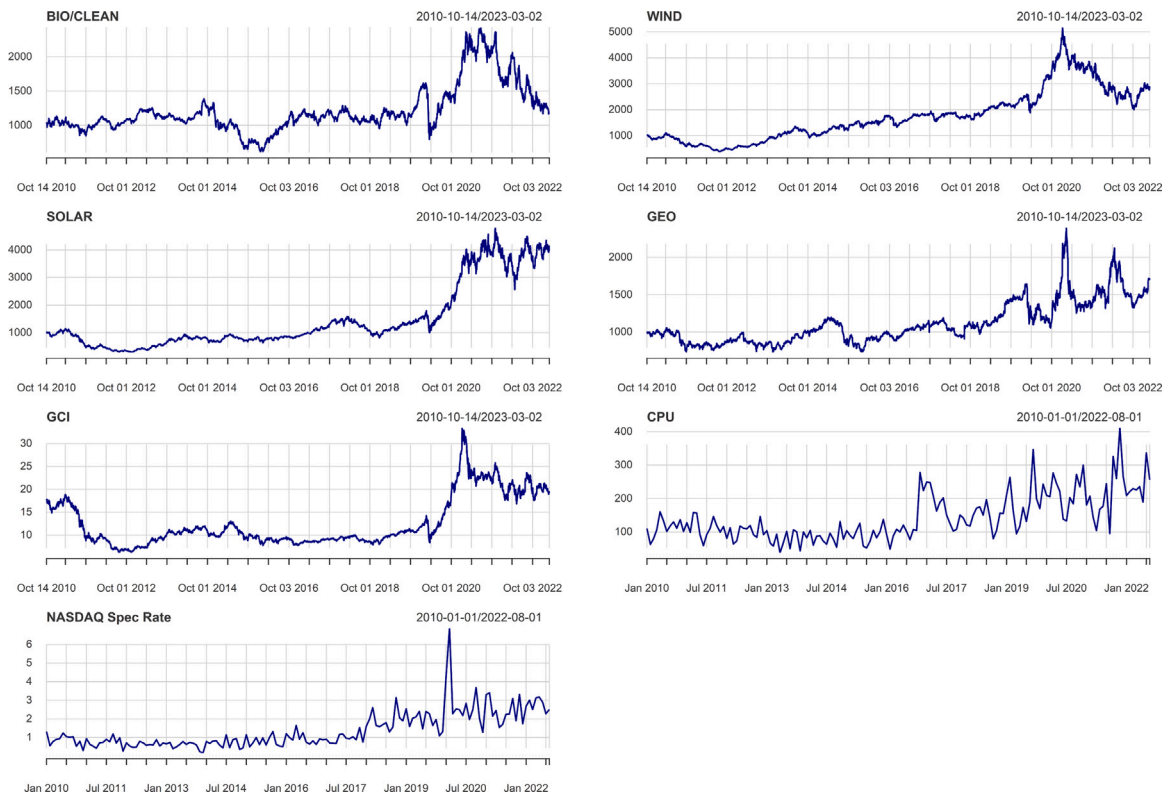 BIO/CLEAN 2010-10-14/2023-03-02
2000
1500
1000
Oct 14 2010 Oct 01 2012 Oct 01 2014 Oct 03 2016 Oct 01 2018 Oct 01 2020 Oct 03 2022
WIND 2010-10-14/2023-03-02
5000
4000
3000
2000
1000
Oct 14 2010 Oct 01 2012 Oct 01 2014 Oct 03 2016 Oct 01 2018 Oct 01 2020 Oct 03 2022
SOLAR 2010-10-14/2023-03-02
4000
3000
2000
1000
Oct 14 2010 Oct 01 2012 Oct 01 2014 Oct 03 2016 Oct 01 2018 Oct 01 2020 Oct 03 2022
GEO 2010-10-14/2023-03-02
2000
1500
1000
Oct 14 2010 Oct 01 2012 Oct 01 2014 Oct 03 2016 Oct 01 2018 Oct 01 2020 Oct 03 2022
GCI 2010-10-14/2023-03-02
30
25
20
15
10
Oct 14 2010 Oct 01 2012 Oct 01 2014 Oct 03 2016 Oct 01 2018 Oct 01 2020 Oct 03 2022
CPU 2010-01-01/2022-08-01
400
300
200
100
Jan 2010 Jul 2011 Jan 2013 Jul 2014 Jan 2016 Jul 2017 Jan 2019 Jul 2020 Jan 2022
NASDAQ Spec Rate 2010-01-01/2022-08-01
6
5
4
3
2
1
Jan 2010 Jul 2011 Jan 2013 Jul 2014 Jan 2016 Jul 2017 Jan 2019 Jul 2020 Jan 2022